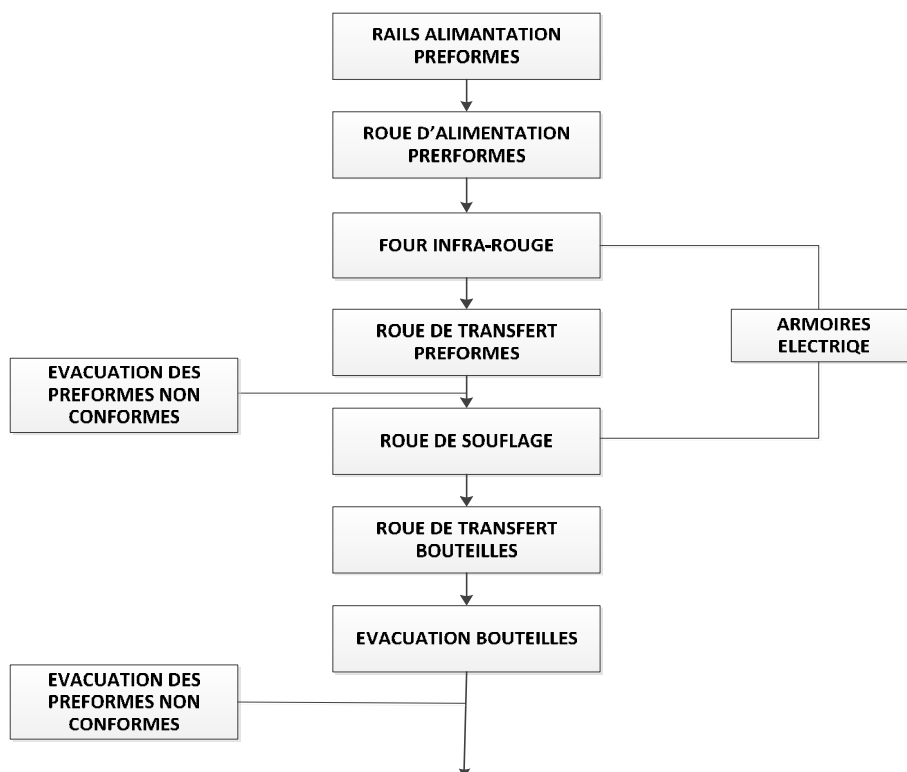 RAILS ALIMANTATION
PREFORMES
ROUE D'ALIMENTATION
PRERFORMES
FOUR INFRA-ROUGE
ROUE DE TRANSFERT
PREFORMES
ARMOIRES
ELECTRIQE
EVACUATION DES
PREFORMES NON
CONFORMES
ROUE DE SOUFLAGE
ROUE DE TRANSFERT
BOUTEILLES
EVACUATION BOUTEILLES
EVACUATION DES
PREFORMES NON
CONFORMES